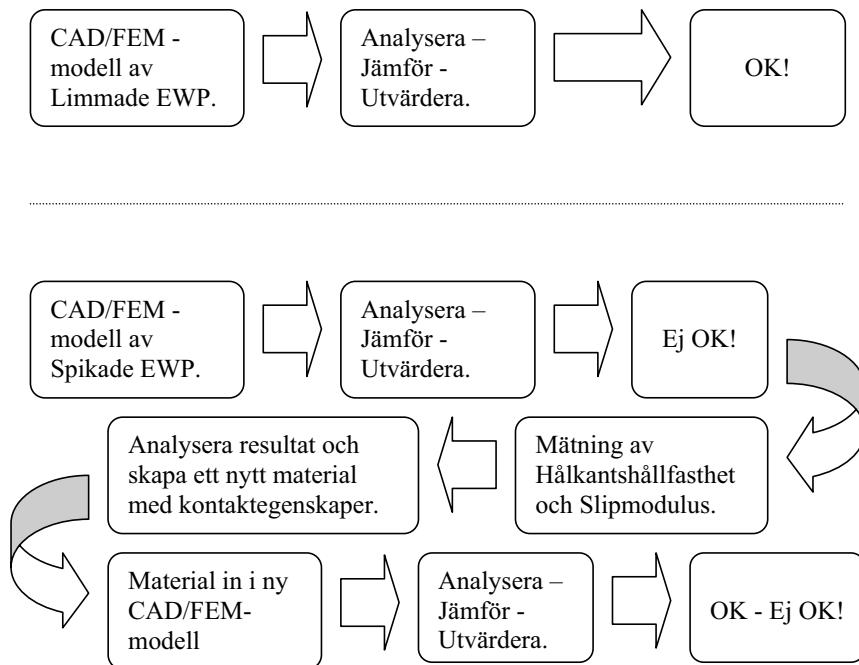 CAD/FEM -
modell av
Limmade EWP.
Analysera –
Jämför -
Utvärdera.
OK!
CAD/FEM -
modell av
Spikade EWP.
Analysera –
Jämför -
Utvärdera.
Ej OK!
Mätning av
Hålkantshållfasthet
och Slipmodulus.
Analysera resultat och
skapa ett nytt material
med kontaktegenskaper.
Material in i ny
CAD/FEM-
modell
Analysera –
Jämför -
Utvärdera.
OK - Ej OK!